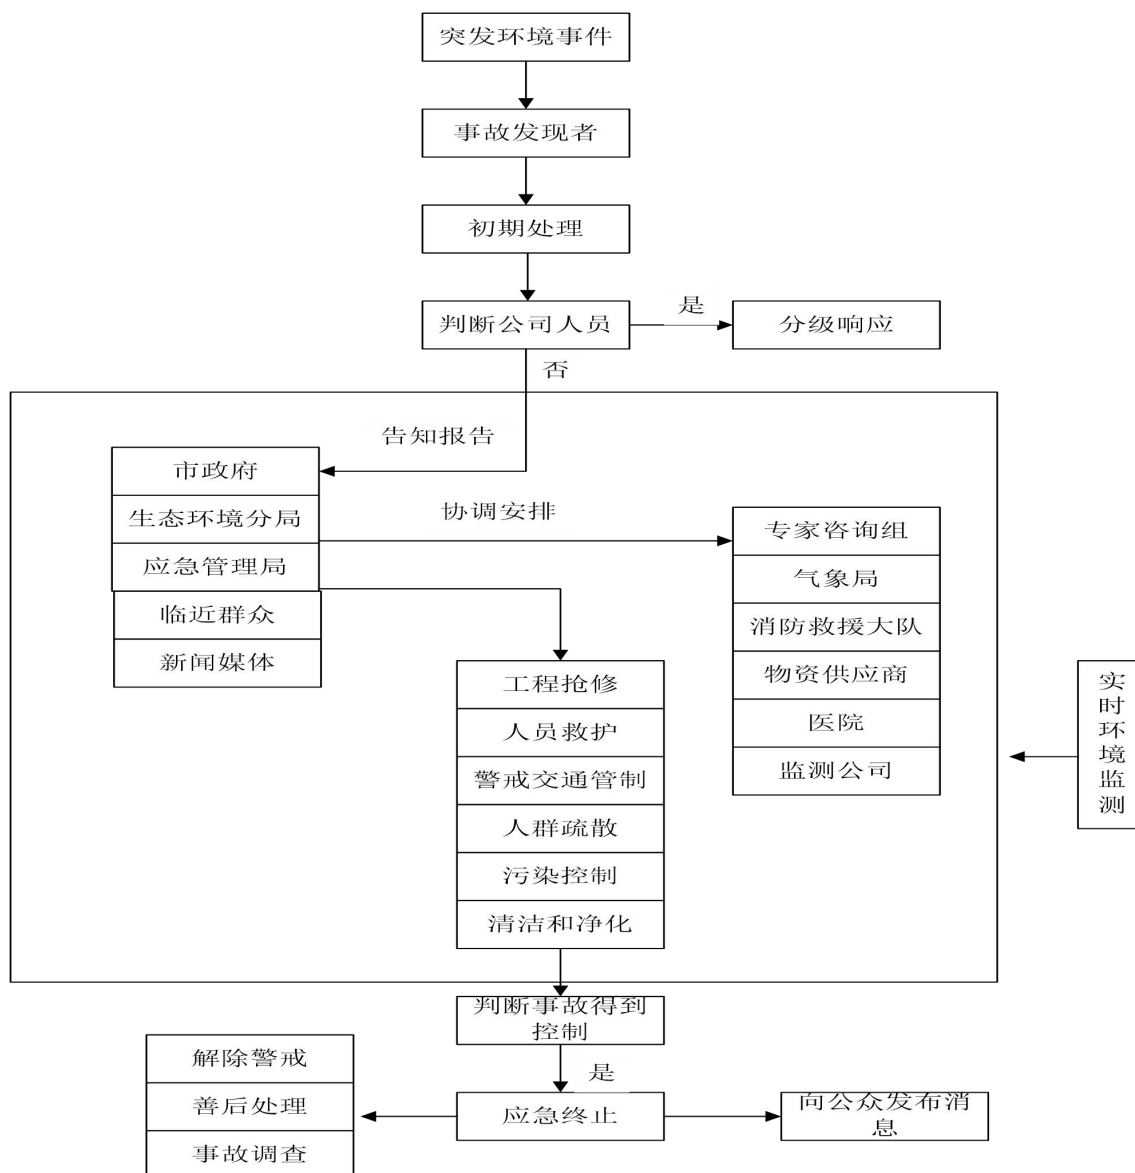 突发环境事件
事故发现者
初期处理
判断公司人员
是
分级响应
否
告知报告
市政府
生态环境分局
应急管理局
临近群众
新闻媒体
协调安排
专家咨询组
气象局
消防救援大队
物资供应商
医院
监测公司
工程抢修
人员救护
警戒交通管制
人群疏散
污染控制
清洁和净化
实
时
环
境
监
测
判断事故得到
控制
是
应急终止
解除警戒
善后处理
事故调查
向公众发布消
息